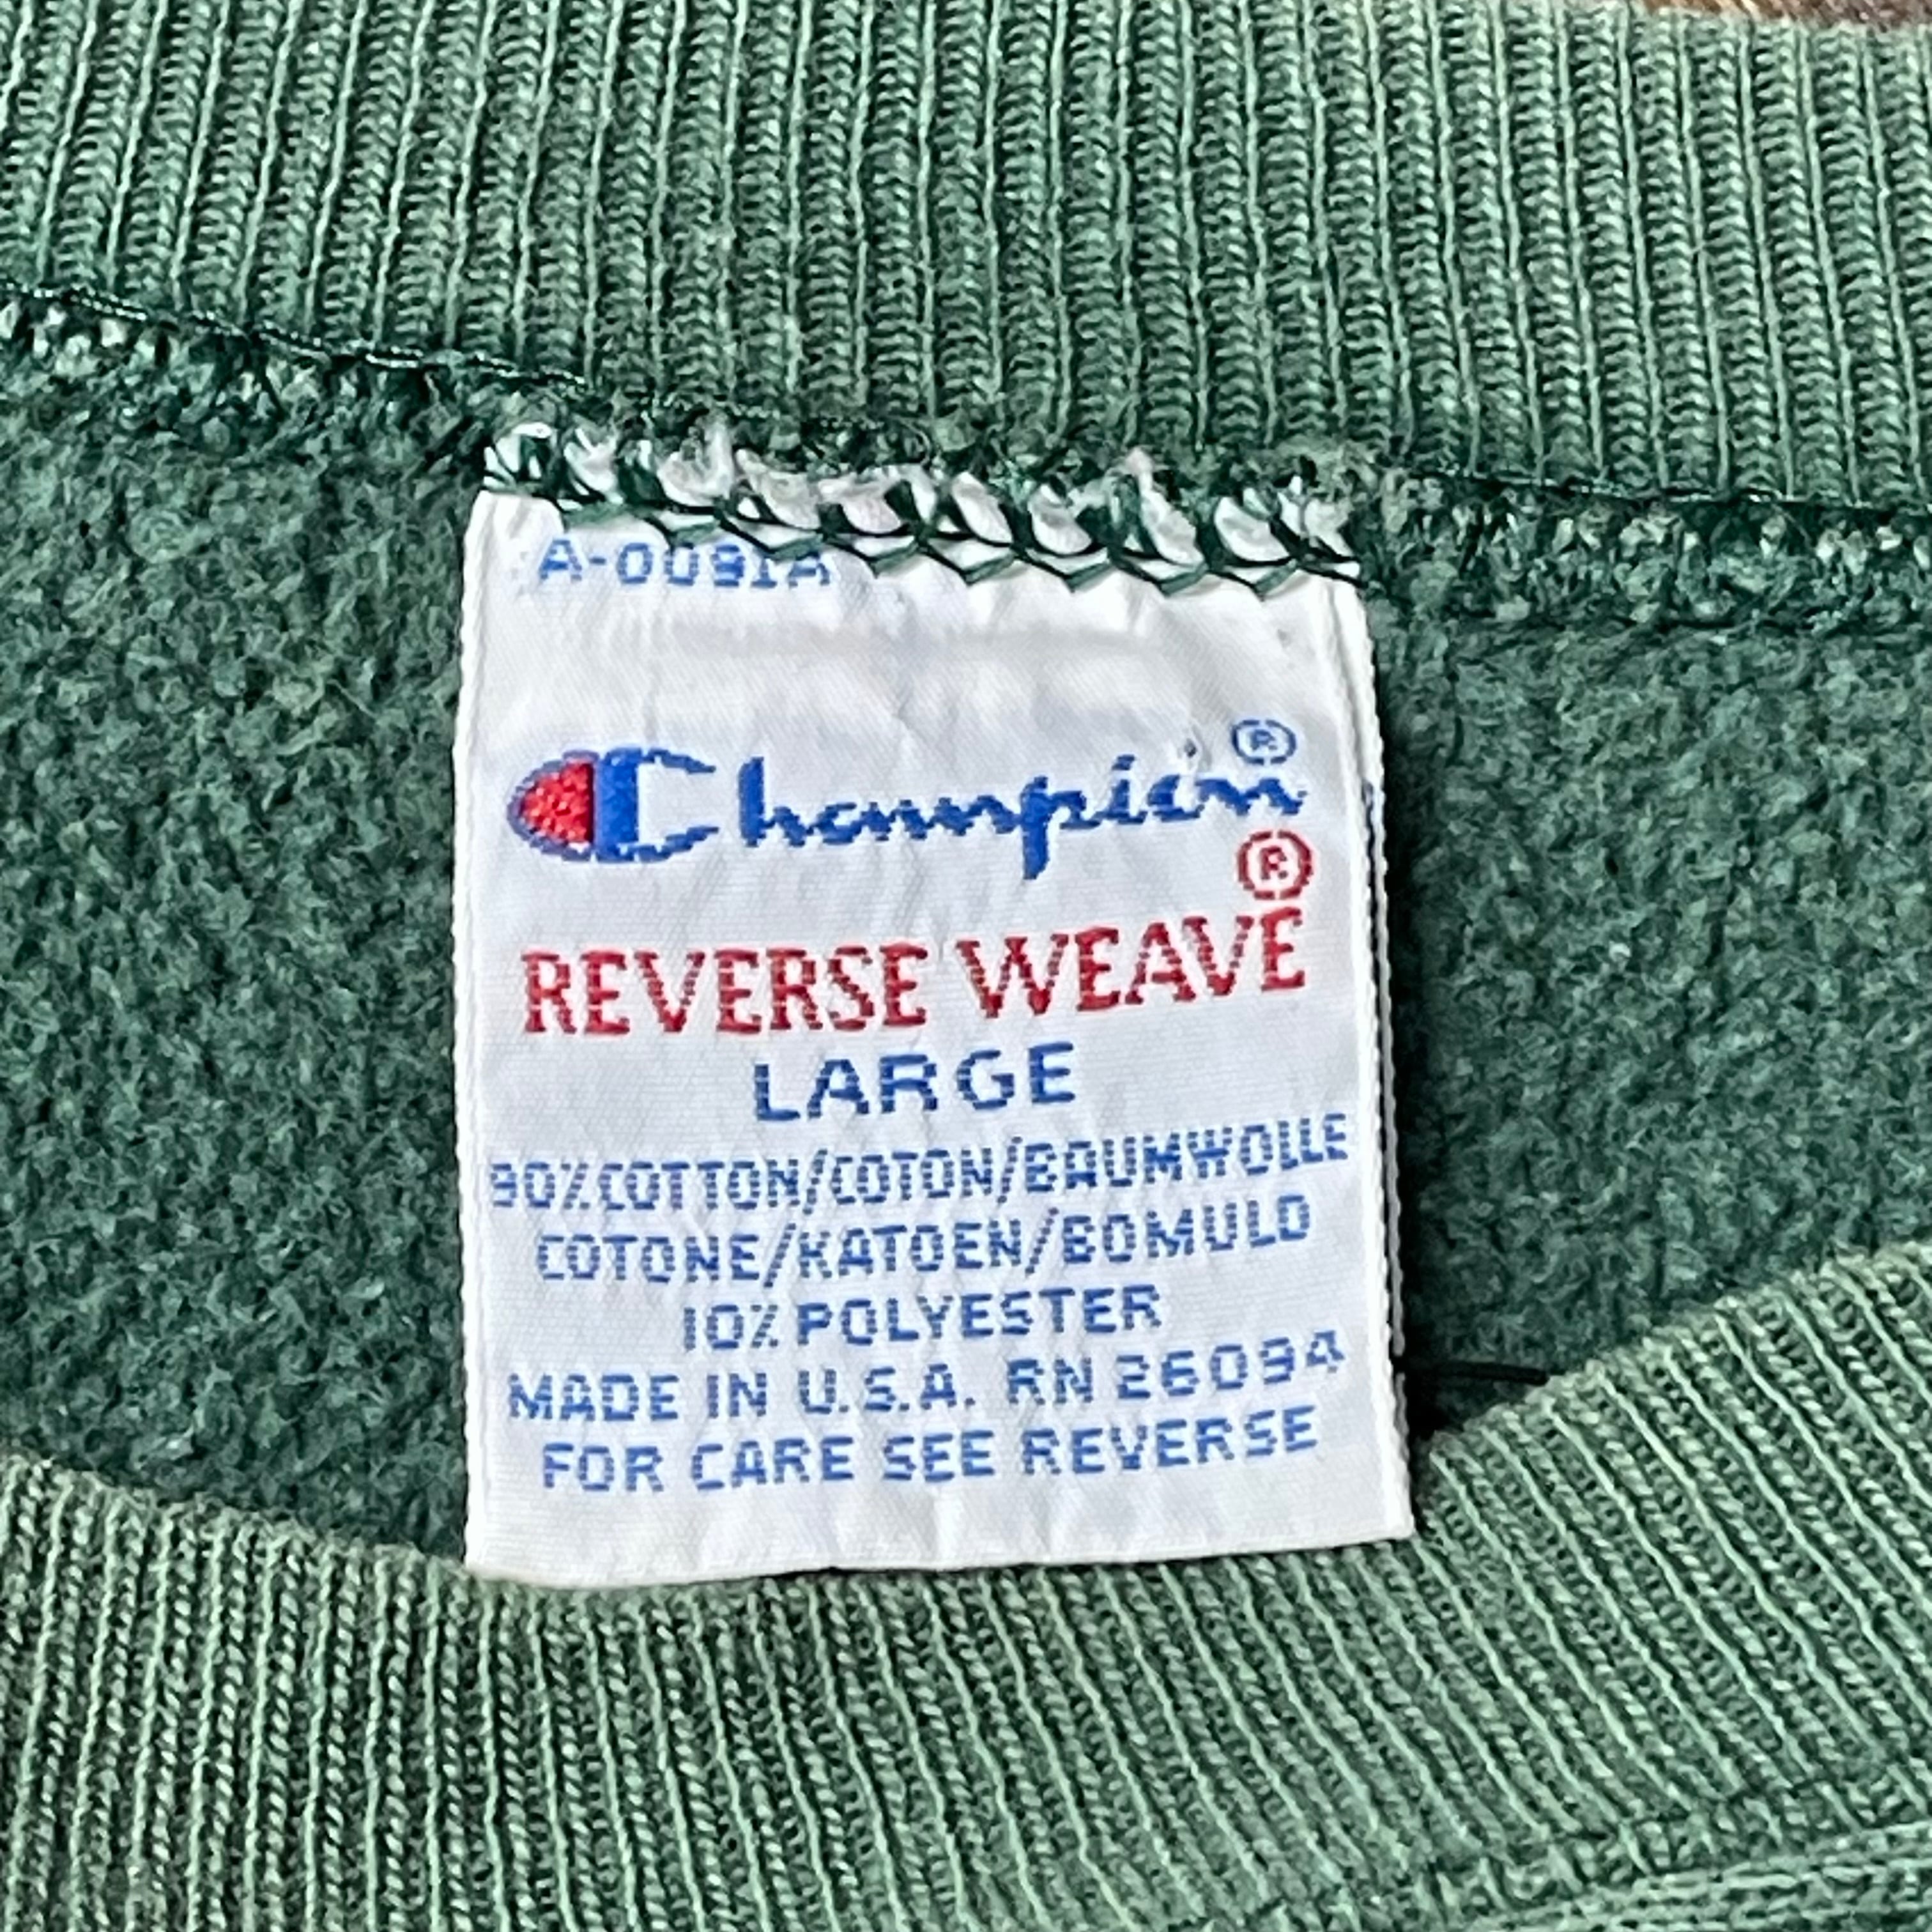 A-0091A
Champion®
®
REVERSE WEAVE
LARGE
90%COTTON/COTON/BAUMWOLLE
COTONE/KATOEN/BOMULD
10% POLYESTER
MADE IN U.S.A. RN 26094
FOR CARE SEE REVERSE